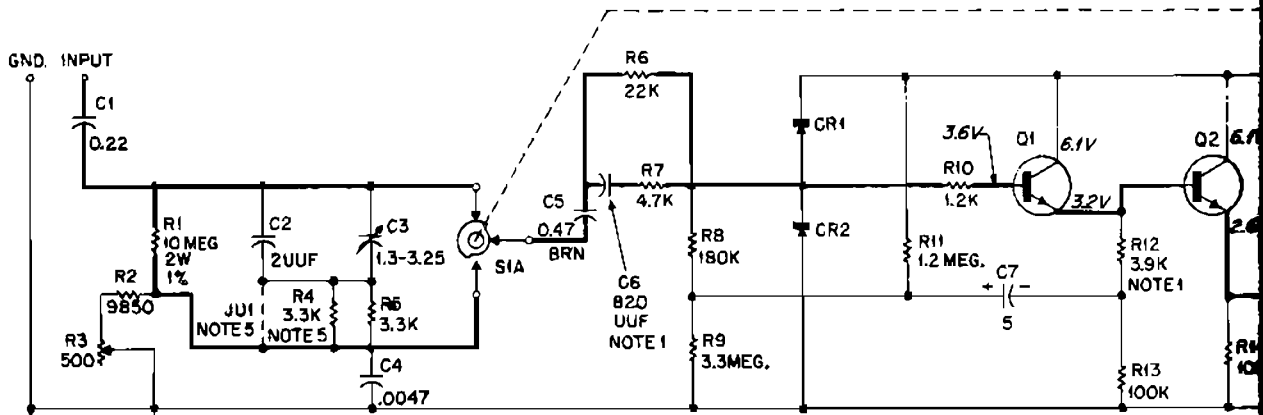 GND. INPUT
C1
0.22
R1
10 MEG
2W
1%
R2
9850
R3
500
C2
2UUF
C3
1.3-3.25
JU1
NOTE 5
R4
3.3K
NOTE 5
R5
3.3K
C4
.0047
S1A
C5
0.47
BRN
R6
22K
R7
4.7K
C6
820
UUF
NOTE 1
R8
180K
R9
3.3MEG.
CR1
CR2
R11
1.2 MEG.
R10
1.2K
3.6V
Q1
6.1V
3.2V
C7
+ -
5
R12
3.9K
NOTE 1
R13
100K
Q2